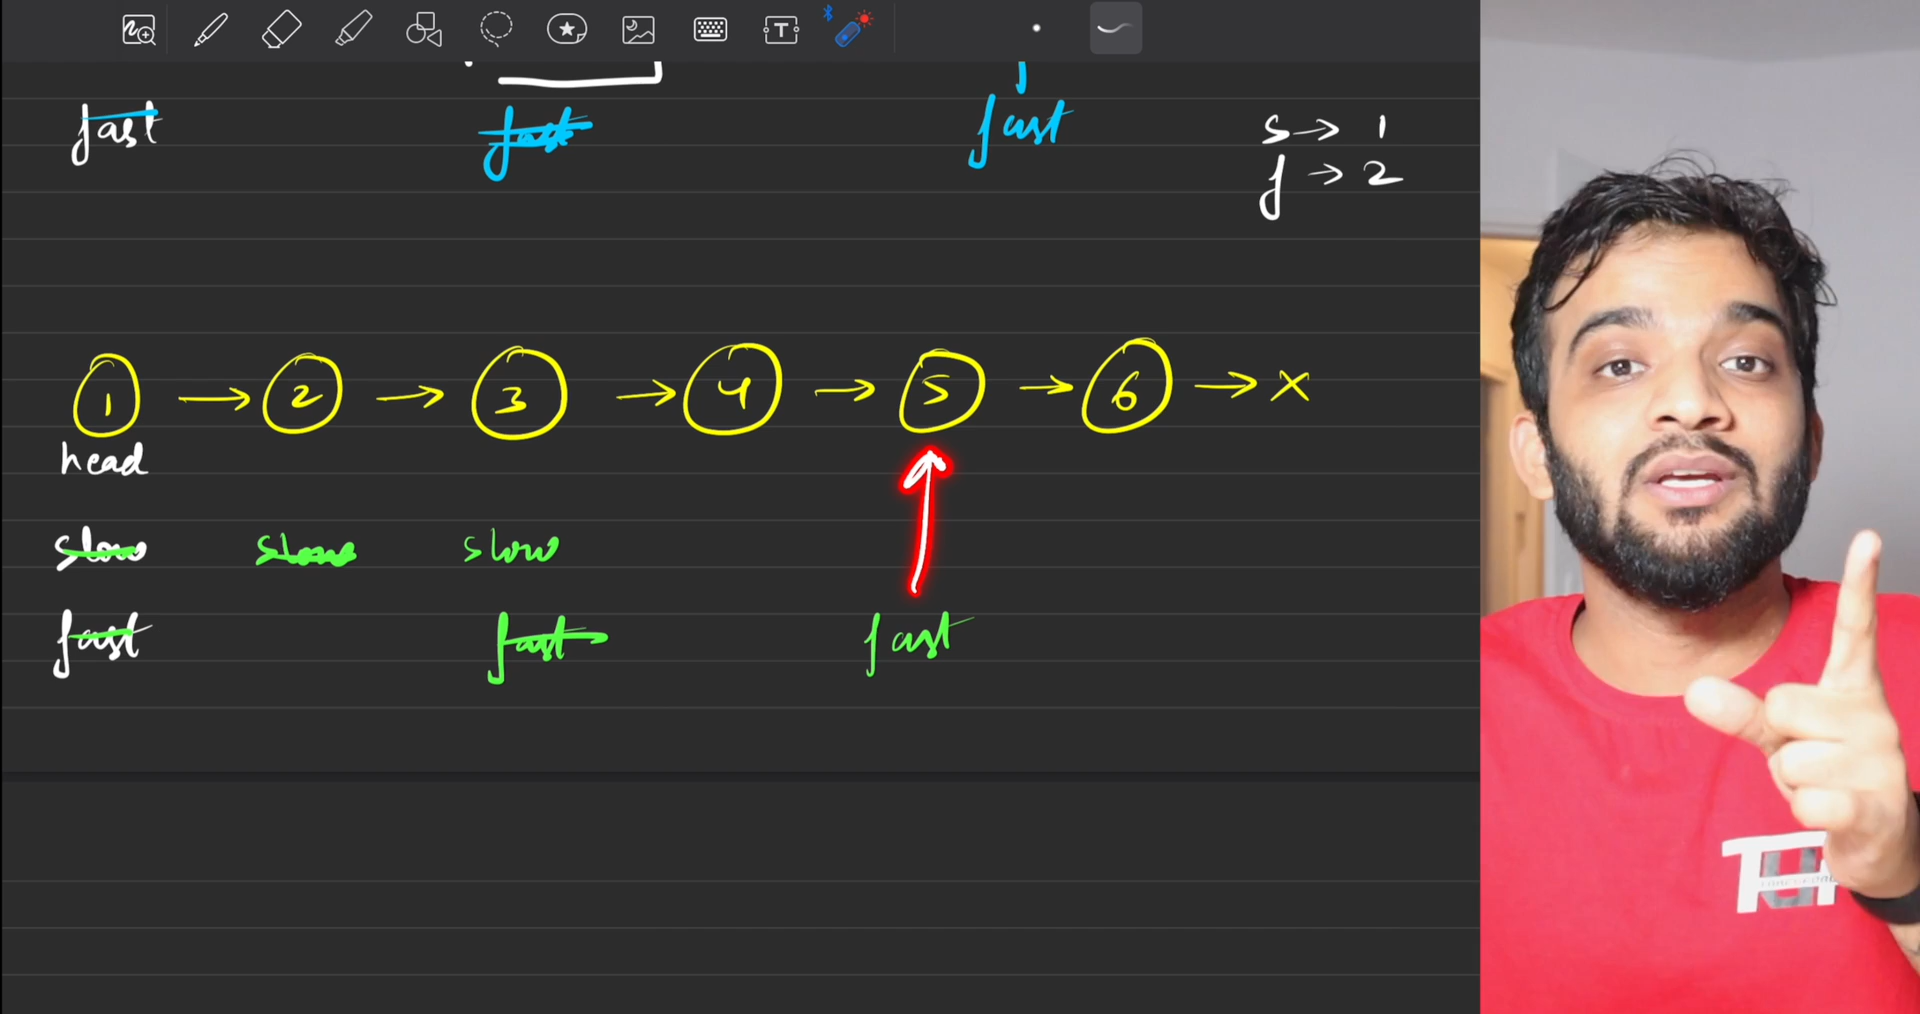 fast fast fast
s → 1
f → 2
1 → 2 → 3 → 4 → 5 → 6 → x
head
slow slow slow
fast fast fast